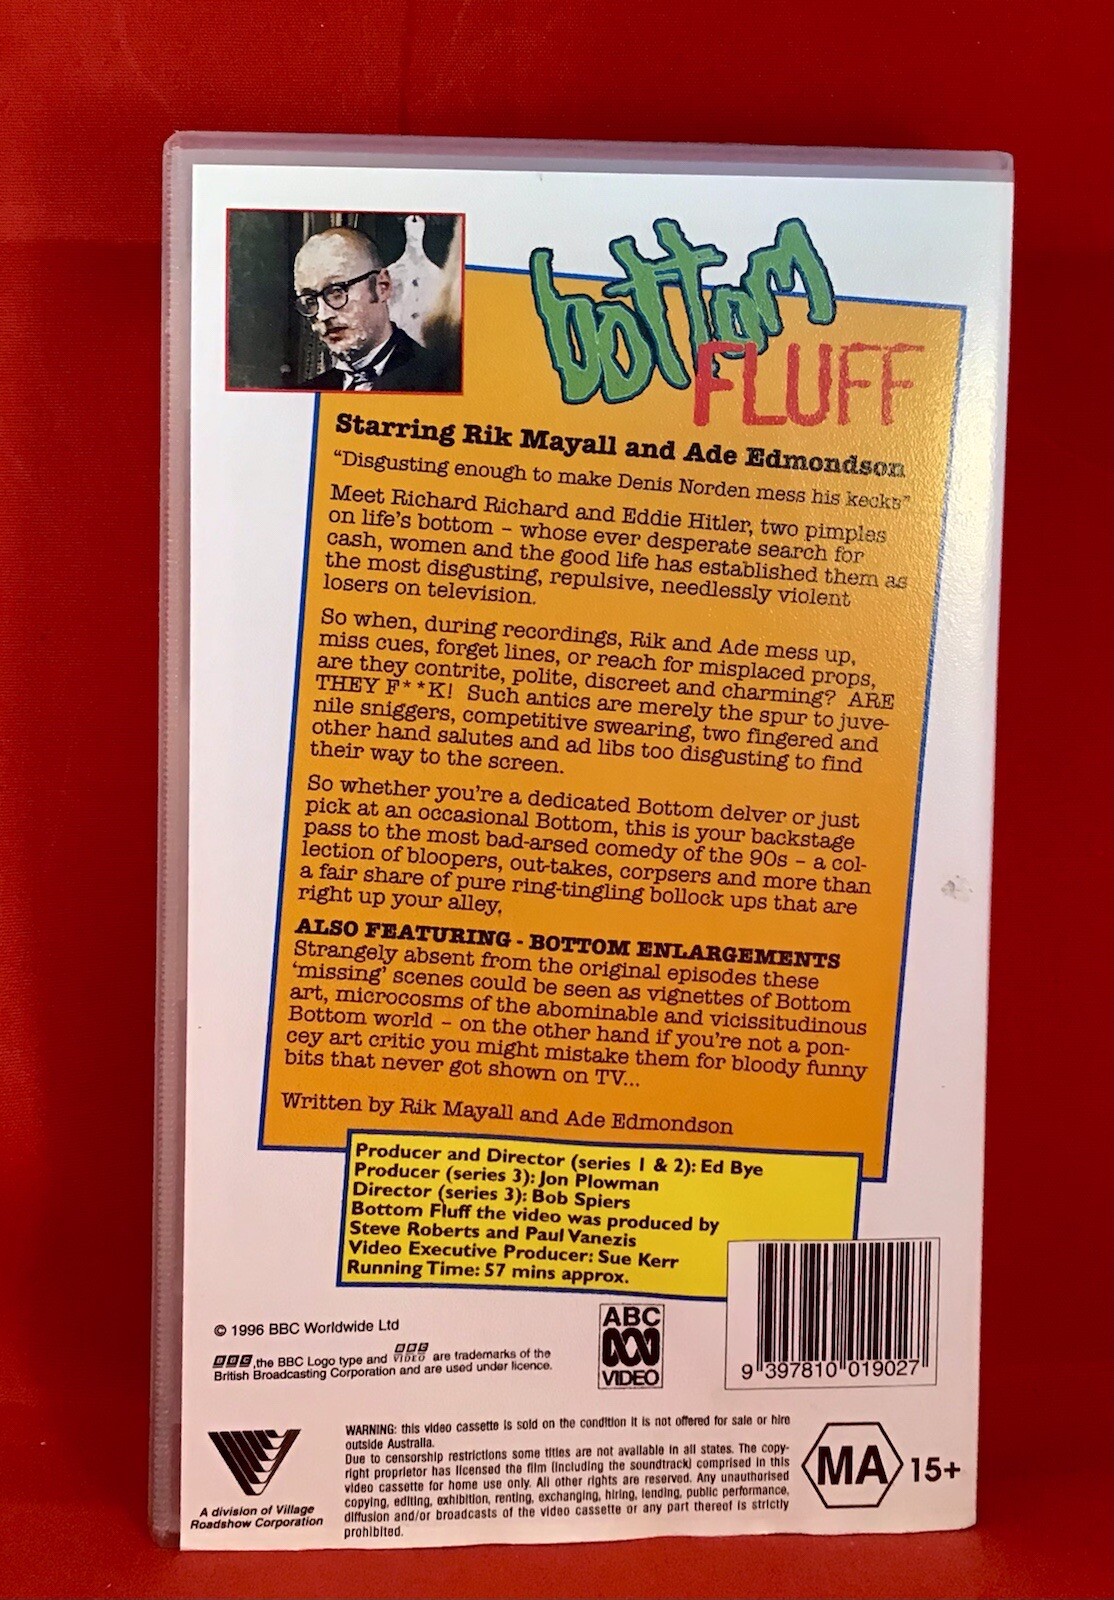 bottom
FLUFF
Starring Rik Mayall and Ade Edmondson
“Disgusting enough to make Denis Norden mess his kecks”
Meet Richard Richard and Eddie Hitler, two pimples
on life's bottom – whose ever desperate search for
cash, women and the good life has established them as
the most disgusting, repulsive, needlessly violent
losers on television.
So when, during recordings, Rik and Ade mess up,
miss cues, forget lines, or reach for misplaced props,
are they contrite, polite, discreet and charming? ARE
THEY F**K! Such antics are merely the spur to juve-
nile sniggers, competitive swearing, two fingered and
other hand salutes and ad libs too disgusting to find
their way to the screen.
So whether you're a dedicated Bottom delver or just
pick at an occasional Bottom, this is your backstage
pass to the most bad-arsed comedy of the 90s – a col-
lection of bloopers, out-takes, corpsers and more than
a fair share of pure ring-tingling bollock ups that are
right up your alley,
ALSO FEATURING - BOTTOM ENLARGEMENTS
Strangely absent from the original episodes these
'missing' scenes could be seen as vignettes of Bottom
art, microcosms of the abominable and vicissitudinous
Bottom world – on the other hand if you're not a pon-
cey art critic you might mistake them for bloody funny
bits that never got shown on TV...
Written by Rik Mayall and Ade Edmondson
Producer and Director (series 1 & 2): Ed Bye
Producer (series 3): Jon Plowman
Director (series 3): Bob Spiers
Bottom Fluff the video was produced by
Steve Roberts and Paul Vanezis
Video Executive Producer: Sue Kerr
Running Time: 57 mins approx.
© 1996 BBC Worldwide Ltd
BBC, the BBC Logo type and BBC VIDEO are trademarks of the
British Broadcasting Corporation and are used under licence.
ABC
VIDEO
9 397810 019027
A division of Village
Roadshow Corporation
WARNING: this video cassette is sold on the condition it is not offered for sale or hire
outside Australia.
Due to censorship restrictions some titles are not available in all states. The copy-
right proprietor has licensed the film (including the soundtrack) comprised in this
video cassette for home use only. All other rights are reserved. Any unauthorised
copying, editing, exhibition, renting, exchanging, hiring, lending, public performance,
diffusion and/or broadcasts of the video cassette or any part thereof is strictly
prohibited.
MA 15+